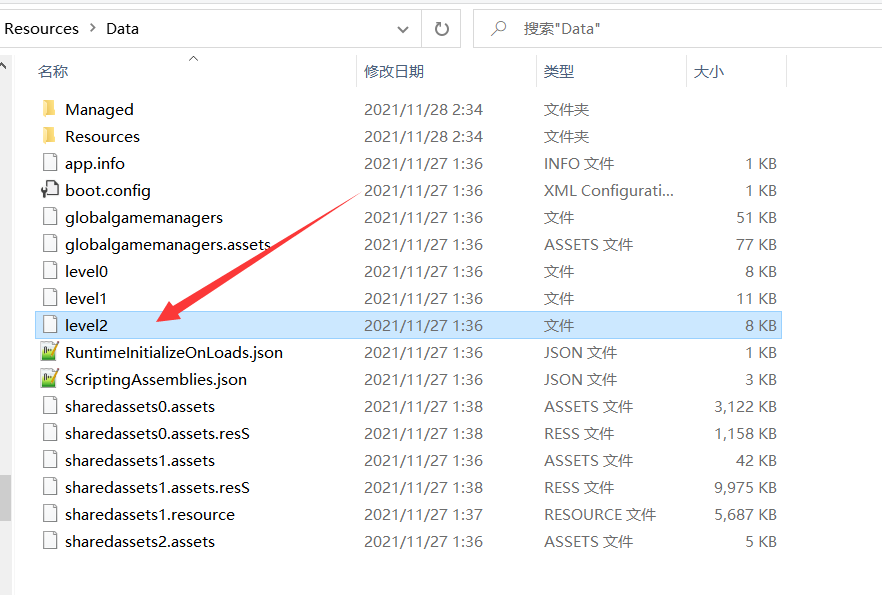 Resources > Data 搜索"Data"
名称 修改日期 类型 大小
Managed 2021/11/28 2:34 文件夹
Resources 2021/11/28 2:34 文件夹
app.info 2021/11/27 1:36 INFO 文件 1 KB
boot.config 2021/11/27 1:36 XML Configurati... 1 KB
globalgamemanagers 2021/11/27 1:36 文件 51 KB
globalgamemanagers.assets 2021/11/27 1:36 ASSETS 文件 77 KB
level0 2021/11/27 1:36 文件 8 KB
level1 2021/11/27 1:36 文件 11 KB
level2 2021/11/27 1:36 文件 8 KB
RuntimeInitializeOnLoads.json 2021/11/27 1:36 JSON 文件 1 KB
ScriptingAssemblies.json 2021/11/27 1:36 JSON 文件 3 KB
sharedassets0.assets 2021/11/27 1:38 ASSETS 文件 3,122 KB
sharedassets0.assets.resS 2021/11/27 1:38 RESS 文件 1,158 KB
sharedassets1.assets 2021/11/27 1:36 ASSETS 文件 42 KB
sharedassets1.assets.resS 2021/11/27 1:38 RESS 文件 9,975 KB
sharedassets1.resource 2021/11/27 1:37 RESOURCE 文件 5,687 KB
sharedassets2.assets 2021/11/27 1:36 ASSETS 文件 5 KB